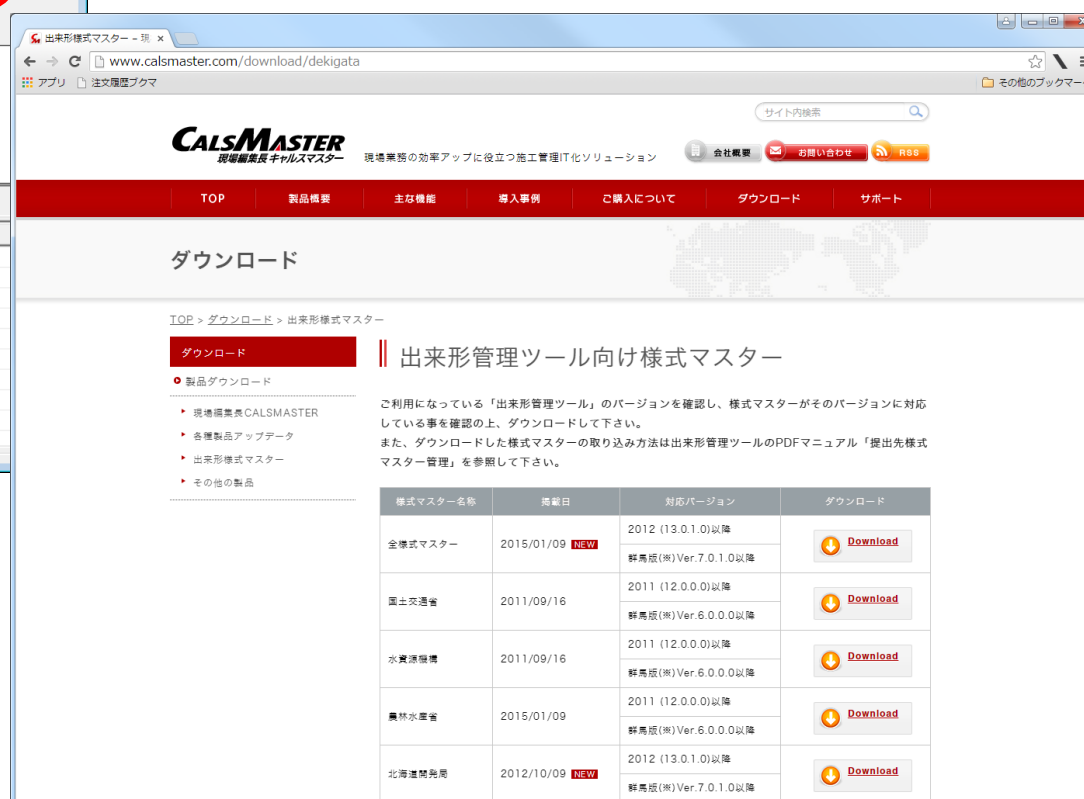 出来形様式マスター – 現
www.calsmaster.com/download/dekigata
アプリ 注文履歴ブクマ
その他のブックマー
サイト内検索
CALSMASTER
現場編集長 キャルスマスター
現場業務の効率アップに役立つ施工管理IT化ソリューション
会社概要 お問い合わせ RSS
TOP 製品概要 主な機能 導入事例 ご購入について ダウンロード サポート
ダウンロード
TOP > ダウンロード > 出来形様式マスター
ダウンロード
製品ダウンロード
現場編集長CALSMASTER
各種製品アップデータ
出来形様式マスター
その他の製品
出来形管理ツール向け様式マスター
ご利用になっている「出来形管理ツール」のバージョンを確認し、様式マスターがそのバージョンに対応
している事を確認の上、ダウンロードして下さい。
また、ダウンロードした様式マスターの取り込み方法は出来形管理ツールのPDFマニュアル「提出先様式
マスター管理」を参照して下さい。
様式マスター名称 掲載日 対応バージョン ダウンロード
全様式マスター 2015/01/09 NEW 2012 (13.0.1.0)以降 Download
群馬版(※)Ver.7.0.1.0以降
国土交通省 2011/09/16 2011 (12.0.0.0)以降 Download
群馬版(※)Ver.6.0.0.0以降
水資源機構 2011/09/16 2011 (12.0.0.0)以降 Download
群馬版(※)Ver.6.0.0.0以降
農林水産省 2015/01/09 2011 (12.0.0.0)以降 Download
群馬版(※)Ver.6.0.0.0以降
北海道開発局 2012/10/09 NEW 2012 (13.0.1.0)以降 Download
群馬版(※)Ver.7.0.1.0以降